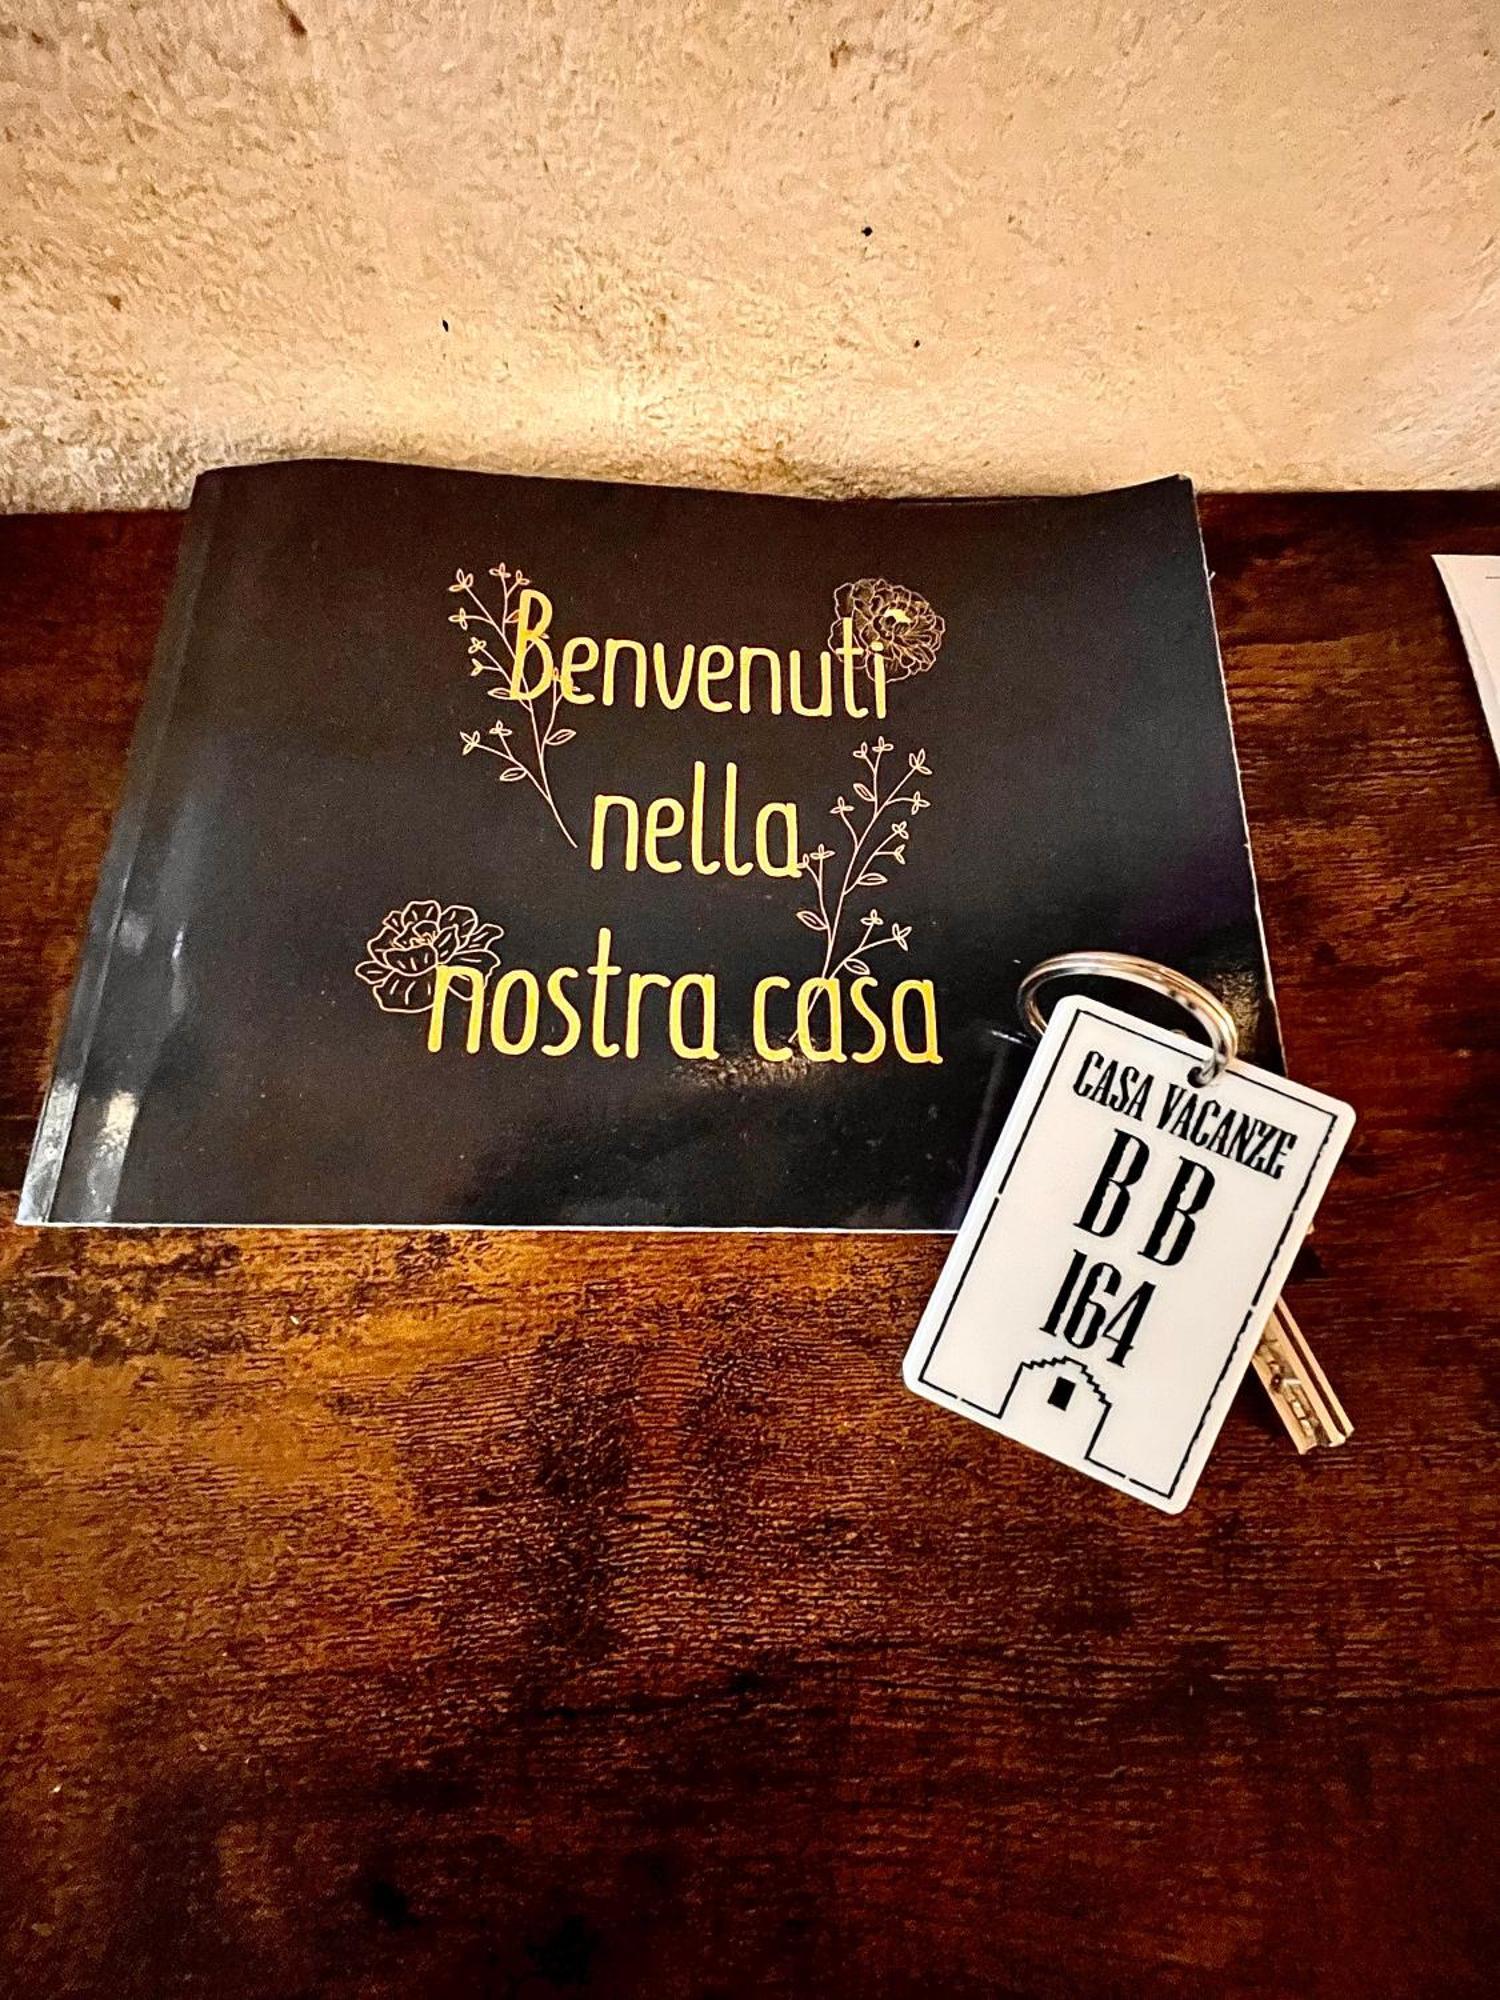 Benvenuti
nella
nostra casa
CASA VACANZE
B B
164